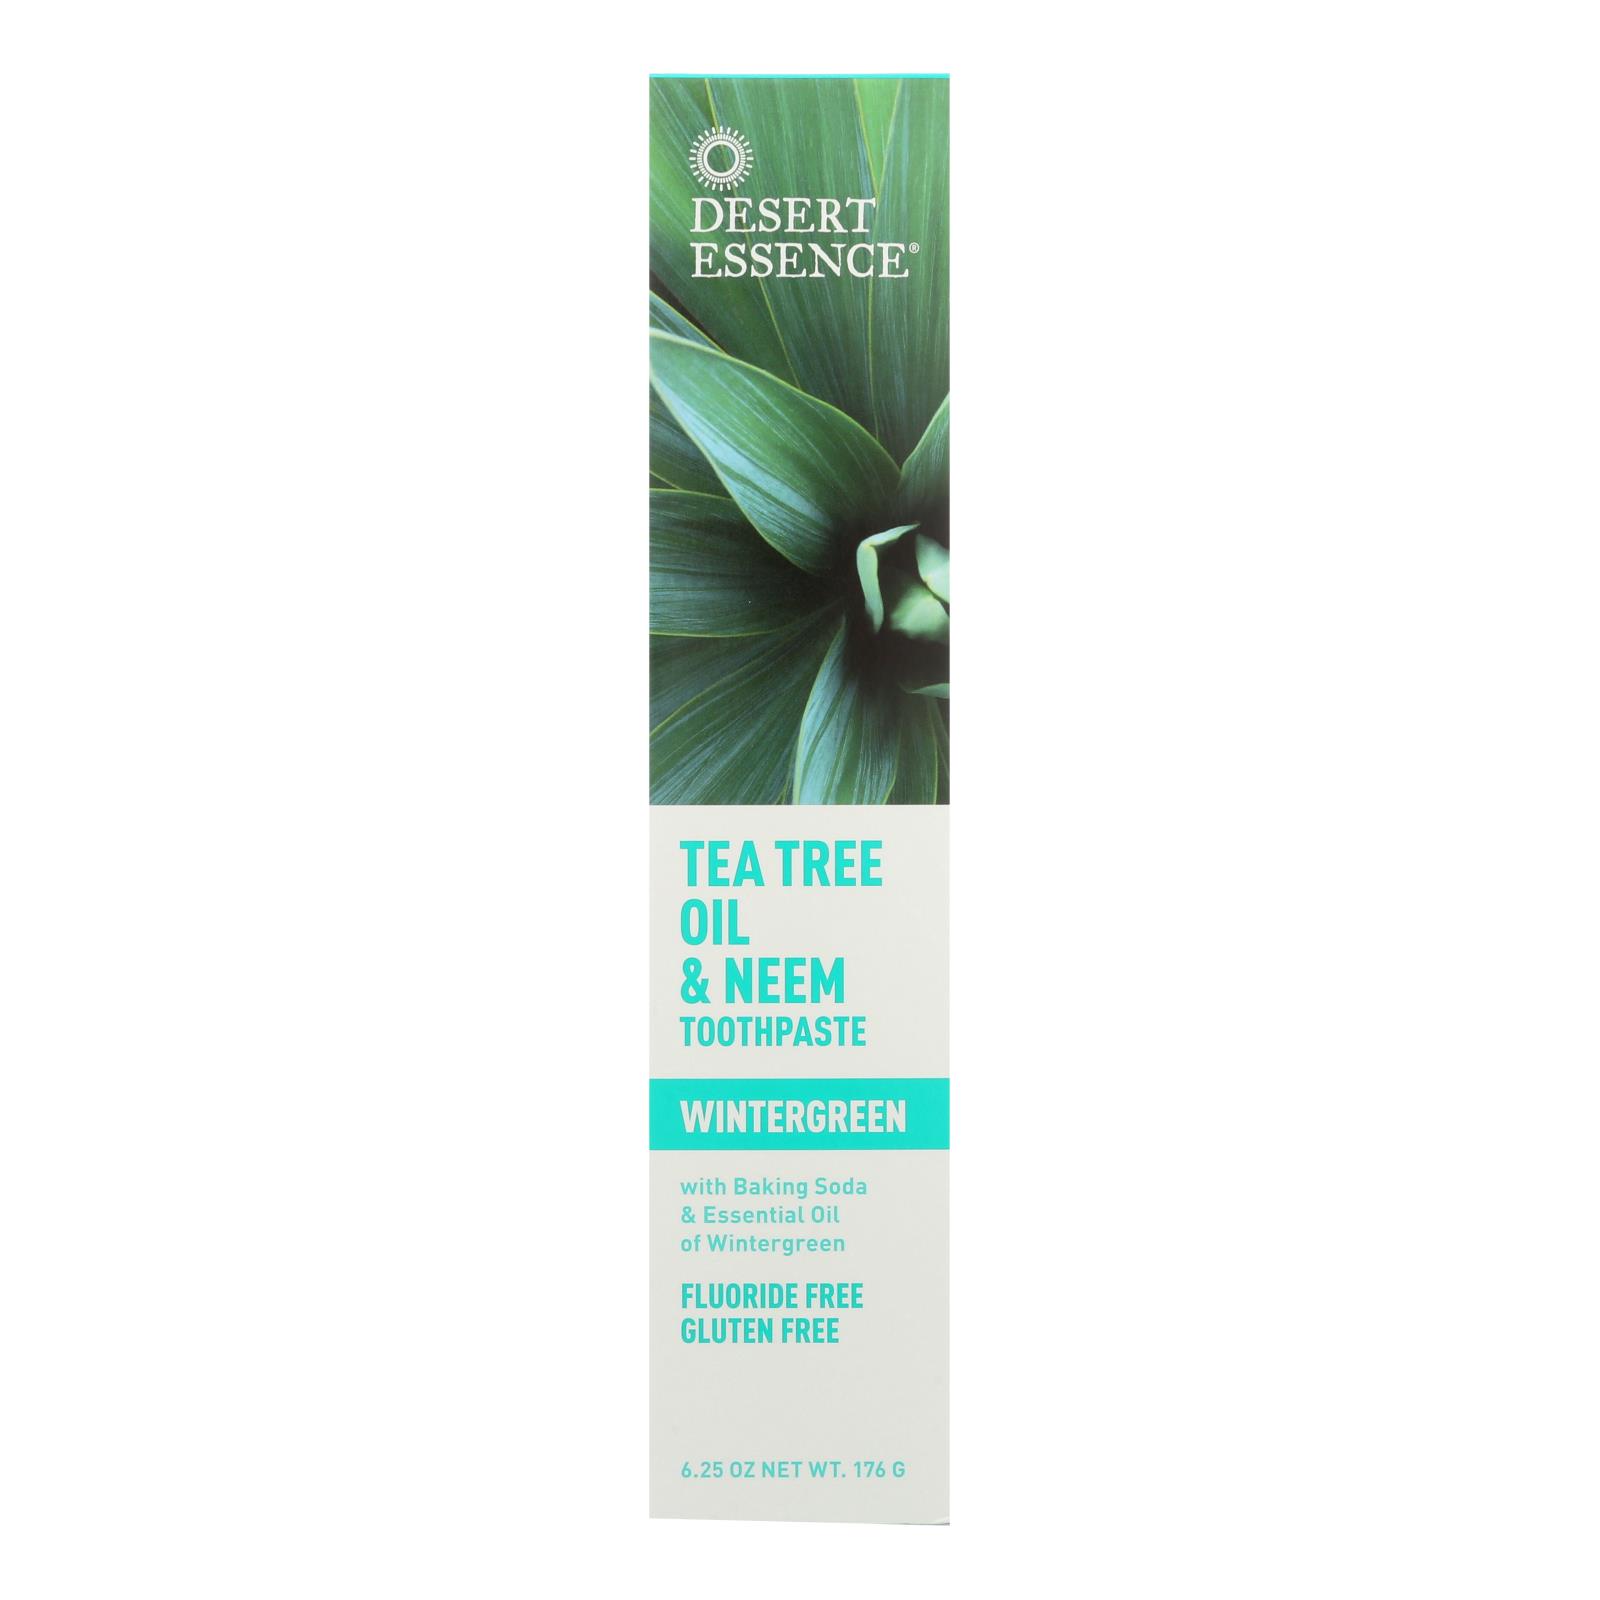 DESERT
ESSENCE®
TEA TREE
OIL
& NEEM
TOOTHPASTE
WINTERGREEN
with Baking Soda
& Essential Oil
of Wintergreen
FLUORIDE FREE
GLUTEN FREE
6.25 OZ NET WT. 176 G